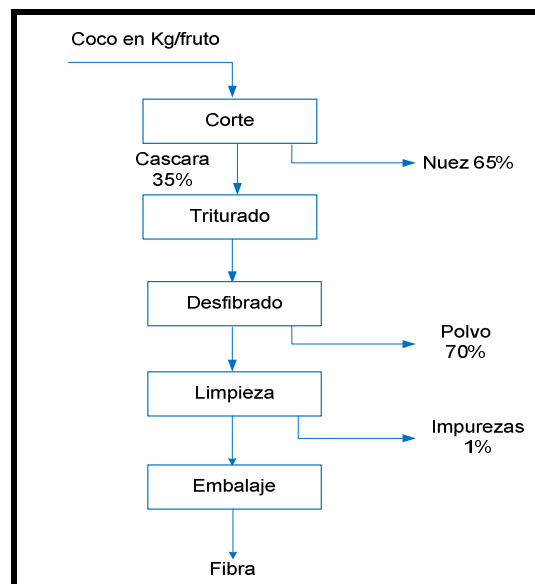 Coco en Kg/fruto
Corte
Cascara
35%
Nuez 65%
Triturado
Desfibrado
Polvo
70%
Limpieza
Impurezas
1%
Embalaje
Fibra